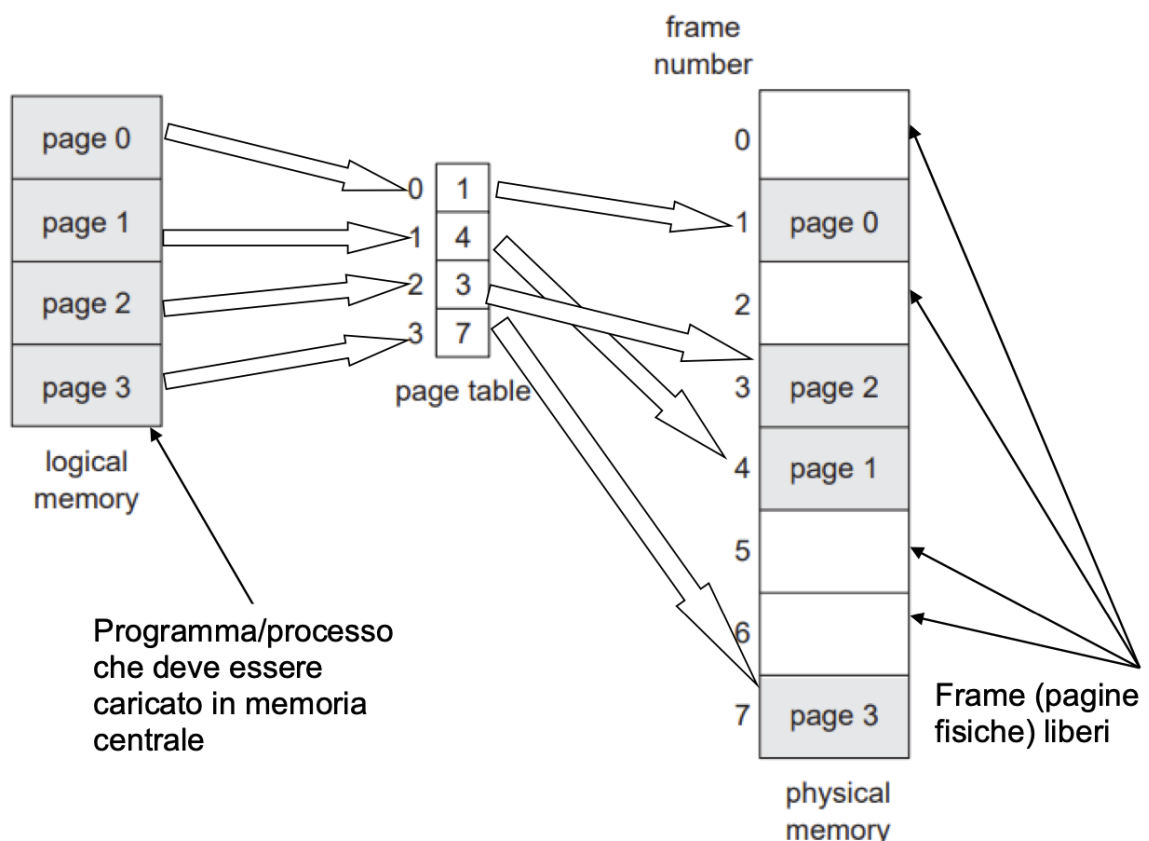 frame
number
page 0
page 1
page 2
page 3
logical
memory
0 1
1 4
2 3
3 7
page table
0
1 page 0
2
3 page 2
4 page 1
5
6
7 page 3
physical
memory
Programma/processo
che deve essere
caricato in memoria
centrale
Frame (pagine
fisiche) liberi